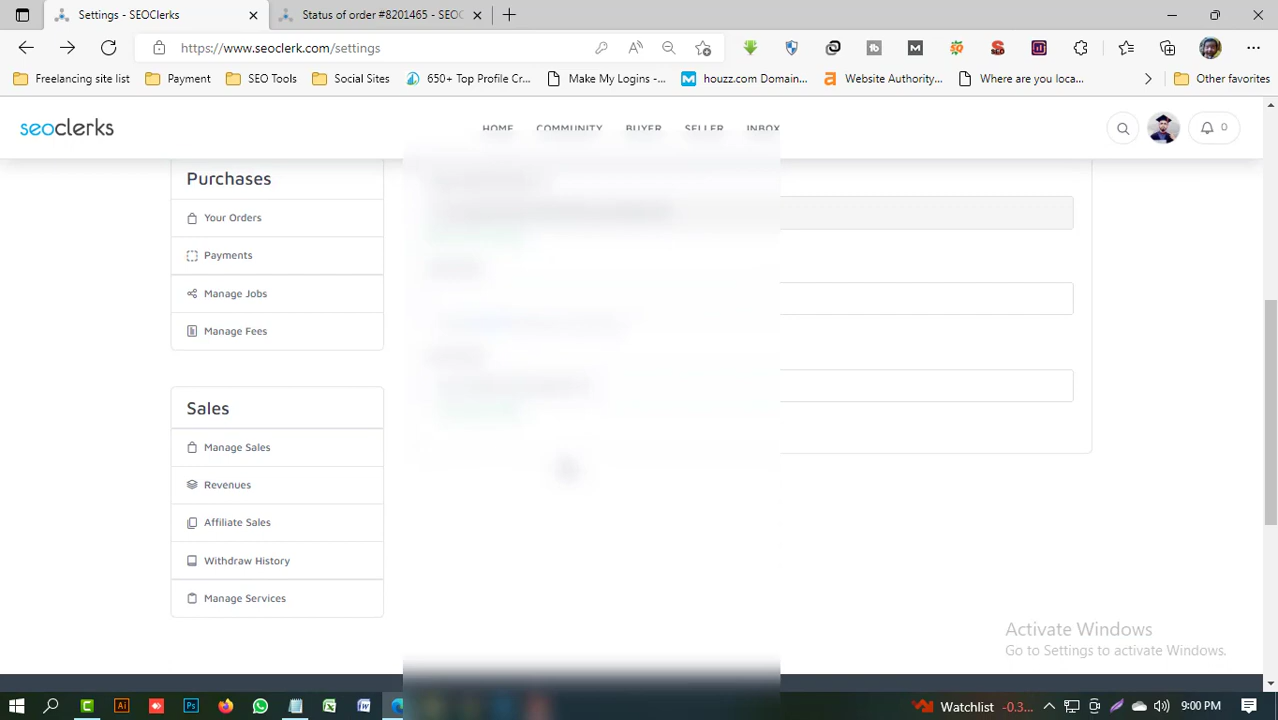 Settings - SEOClerks
Status of order #8201465 - SEOC
https://www.seoclerk.com/settings
Freelancing site list
Payment
SEO Tools
Social Sites
650+ Top Profile Cr...
Make My Logins -...
houzz.com Domain...
Website Authority...
Where are you loca...
Other favorites
seoclerks
HOME
COMMUNITY
BUYER
SELLER
INBOX
0
Purchases
Your Orders
Payments
Manage Jobs
Manage Fees
Sales
Manage Sales
Revenues
Affiliate Sales
Withdraw History
Manage Services
Activate Windows
Go to Settings to activate Windows.
Watchlist
-0.3...
9:00 PM